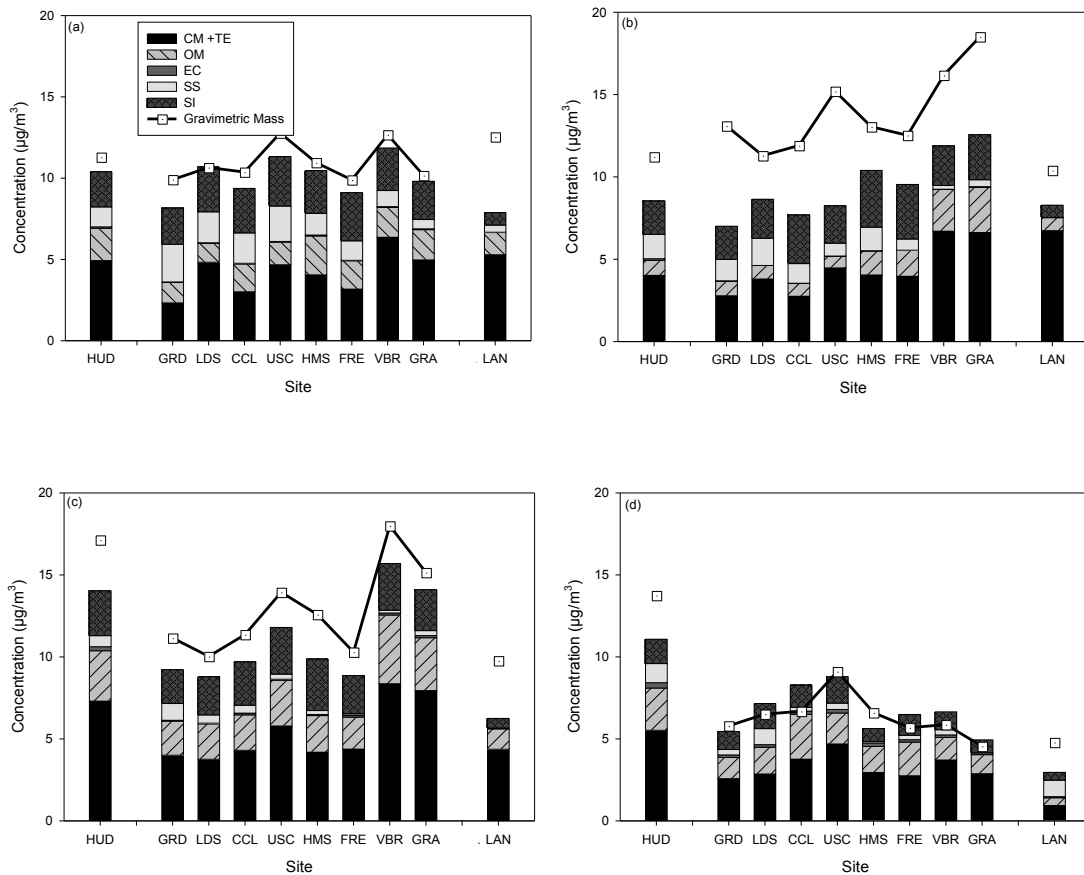 (a)
CM +TE
OM
EC
SS
SI
Gravimetric Mass
Concentration (µg/m³)
20
15
10
5
0
HUD GRD LDS CCL USC HMS FRE VBR GRA LAN
Site
(b)
Concentration (µg/m³)
20
15
10
5
0
HUD GRD LDS CCL USC HMS FRE VBR GRA LAN
Site
(c)
Concentration (µg/m³)
20
15
10
5
0
HUD GRD LDS CCL USC HMS FRE VBR GRA . LAN
Site
(d)
Concentration (µg/m³)
20
15
10
5
0
HUD GRD LDS CCL USC HMS FRE VBR GRA . LAN
Site